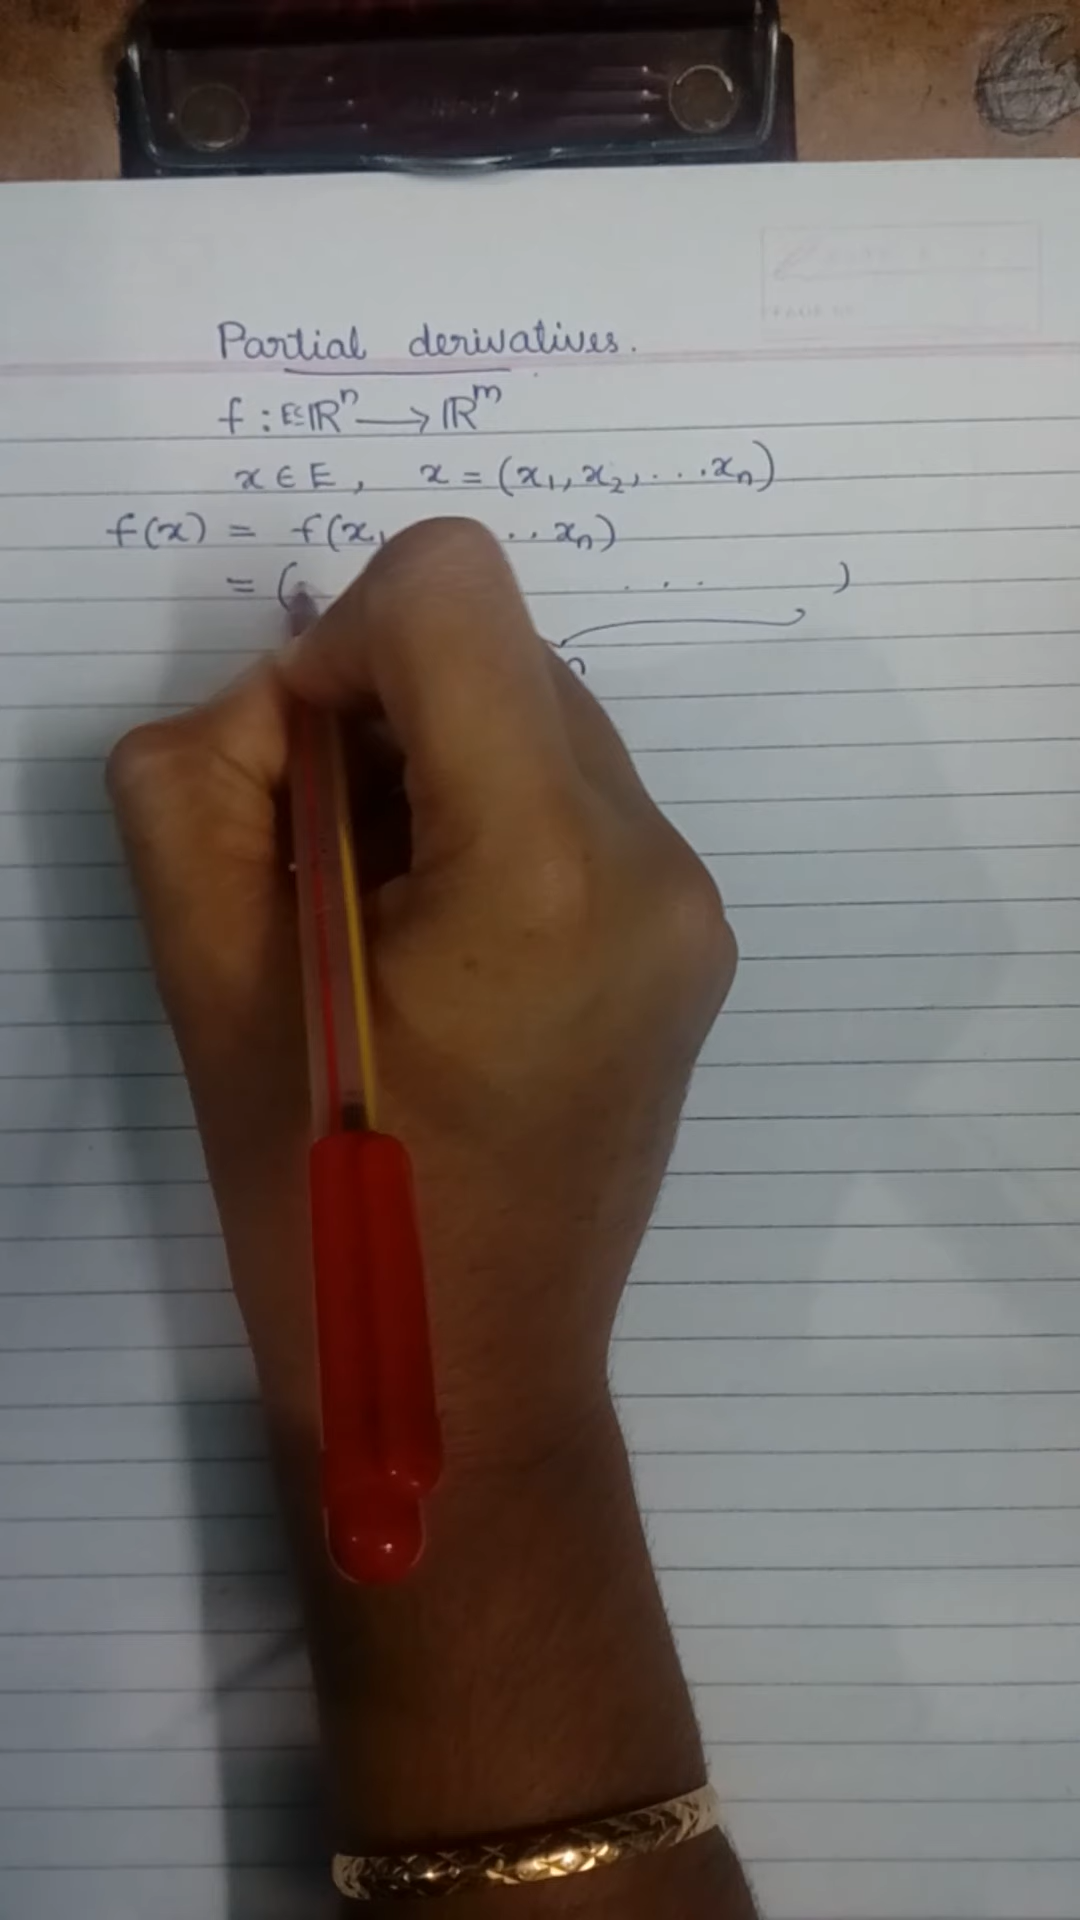 Partial derivatives.
f : E⊆ℝⁿ ⟶ ℝᵐ
x ∈ E , x = (x₁, x₂, . . . xₙ)
f(x) = f(x₁ . . xₙ)
= ( . . . )